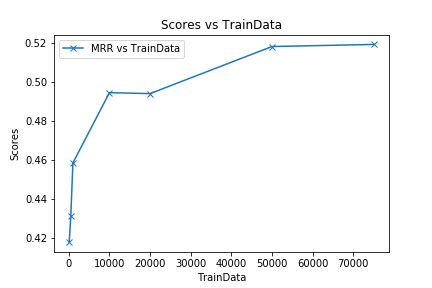 Scores vs TrainData
MRR vs TrainData
0.52
0.50
0.48
0.46
0.44
0.42
Scores
0 10000 20000 30000 40000 50000 60000 70000
TrainData